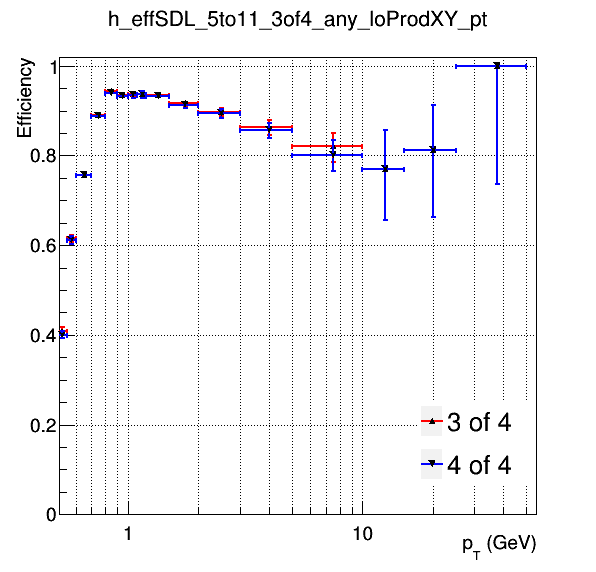 h_effSDL_5to11_3of4_any_loProdXY_pt
Efficiency
1
0.8
0.6
0.4
0.2
0
3 of 4
4 of 4
1
10
p_T (GeV)